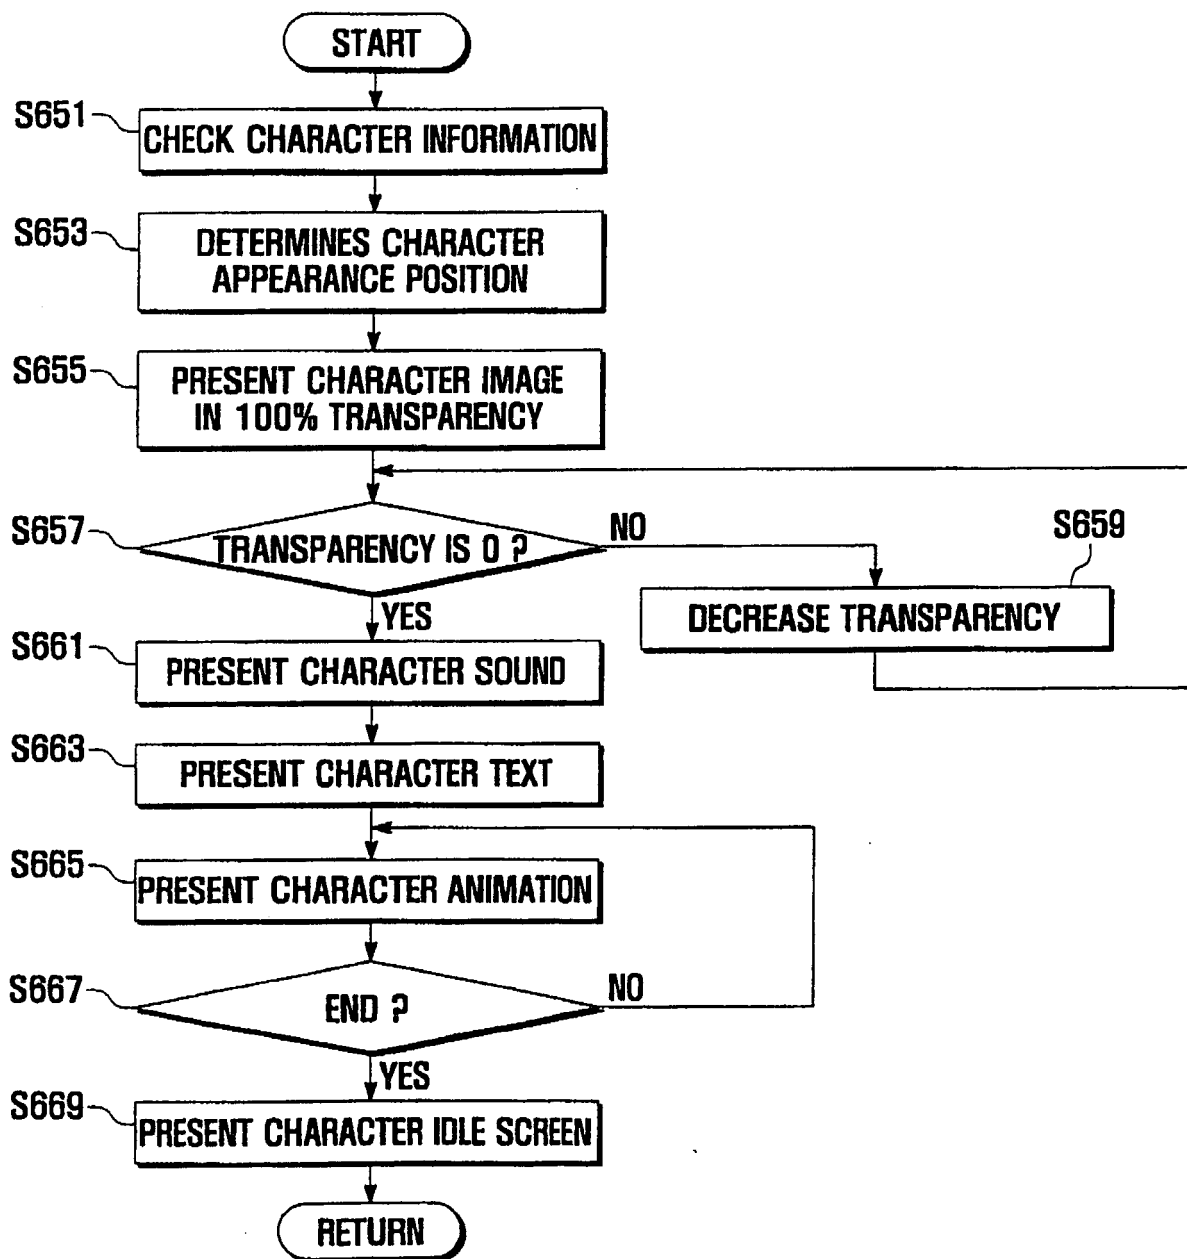 START
S651
CHECK CHARACTER INFORMATION
S653
DETERMINES CHARACTER
APPEARANCE POSITION
S655
PRESENT CHARACTER IMAGE
IN 100% TRANSPARENCY
S657
TRANSPARENCY IS 0 ?
NO
S659
DECREASE TRANSPARENCY
YES
S661
PRESENT CHARACTER SOUND
S663
PRESENT CHARACTER TEXT
S665
PRESENT CHARACTER ANIMATION
S667
END ?
NO
YES
S669
PRESENT CHARACTER IDLE SCREEN
RETURN